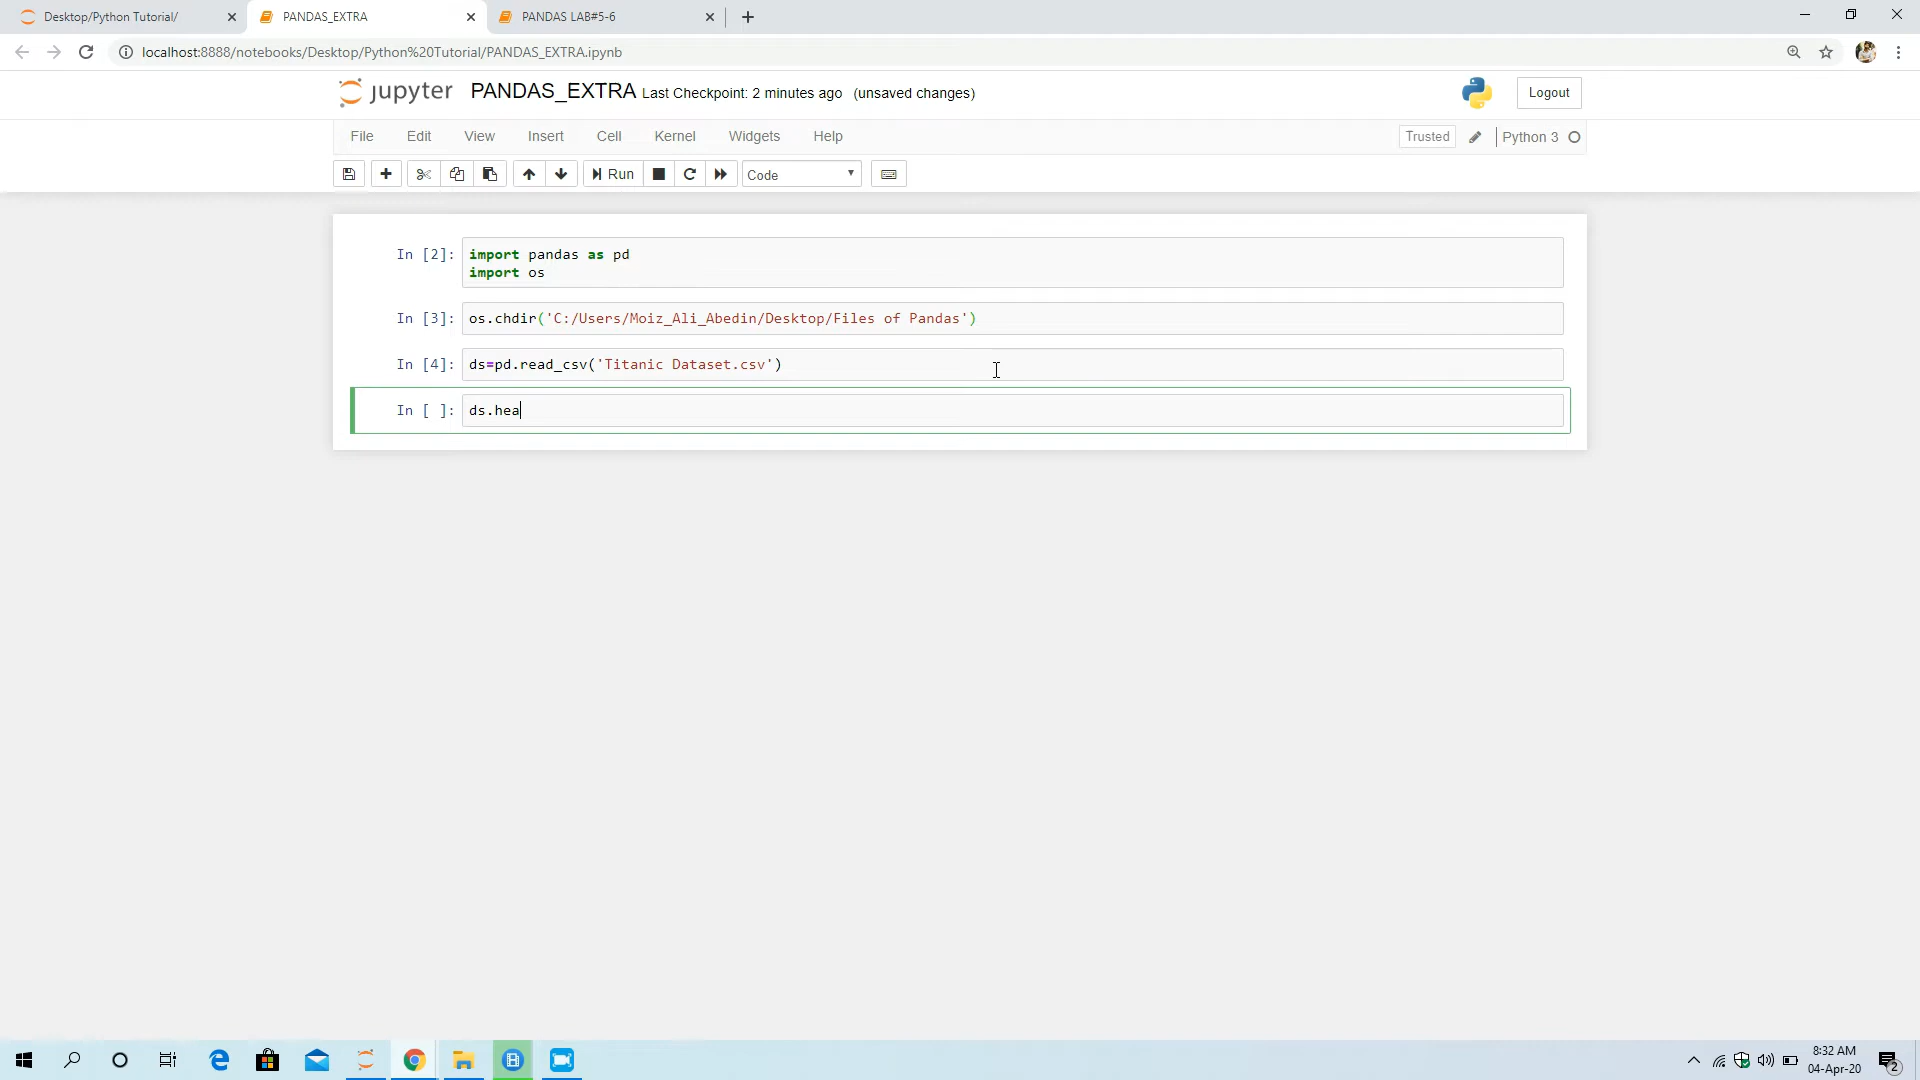 Desktop/Python Tutorial/
PANDAS_EXTRA
PANDAS LAB#5-6
localhost:8888/notebooks/Desktop/Python%20Tutorial/PANDAS_EXTRA.ipynb
jupyter PANDAS_EXTRA Last Checkpoint: 2 minutes ago (unsaved changes)
Logout
File Edit View Insert Cell Kernel Widgets Help
Trusted
Python 3
Run
Code
In [2]: import pandas as pd
import os
In [3]: os.chdir('C:/Users/Moiz_Ali_Abedin/Desktop/Files of Pandas')
In [4]: ds=pd.read_csv('Titanic Dataset.csv')
In [ ]: ds.hea
8:32 AM
04-Apr-20
2